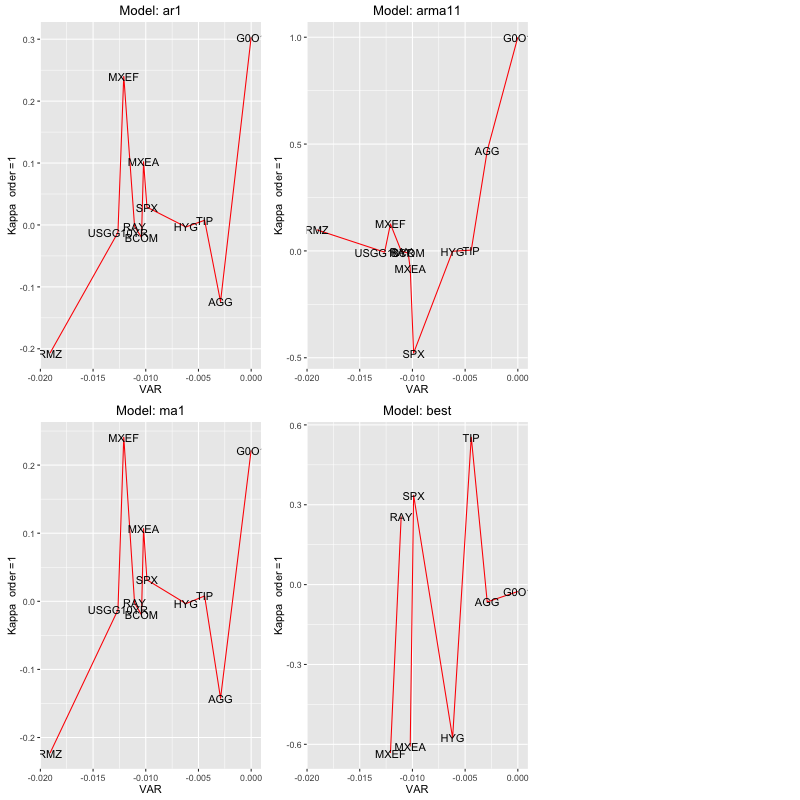 Model: ar1
Kappa order =1
0.3
0.2
0.1
0.0
-0.1
-0.2
G0O
MXEF
MXEA
SPX
TIP
HYG
RAY
USGG10YR
BCOM
AGG
RMZ
-0.020 -0.015 -0.010 -0.005 0.000
VAR
Model: arma11
Kappa order =1
1.0
0.5
0.0
-0.5
G0O
AGG
RMZ
MXEF
HYG
TIP
MXEA
SPX
-0.020 -0.015 -0.010 -0.005 0.000
VAR
Model: ma1
Kappa order =1
0.2
0.1
0.0
-0.1
-0.2
MXEF
G0O
MXEA
SPX
TIP
HYG
RAY
USGG10YR
BCOM
AGG
RMZ
-0.020 -0.015 -0.010 -0.005 0.000
VAR
Model: best
Kappa order =1
0.6
0.3
0.0
-0.3
-0.6
TIP
SPX
RAY
G0O
AGG
HYG
MXEA
MXEF
-0.020 -0.015 -0.010 -0.005 0.000
VAR